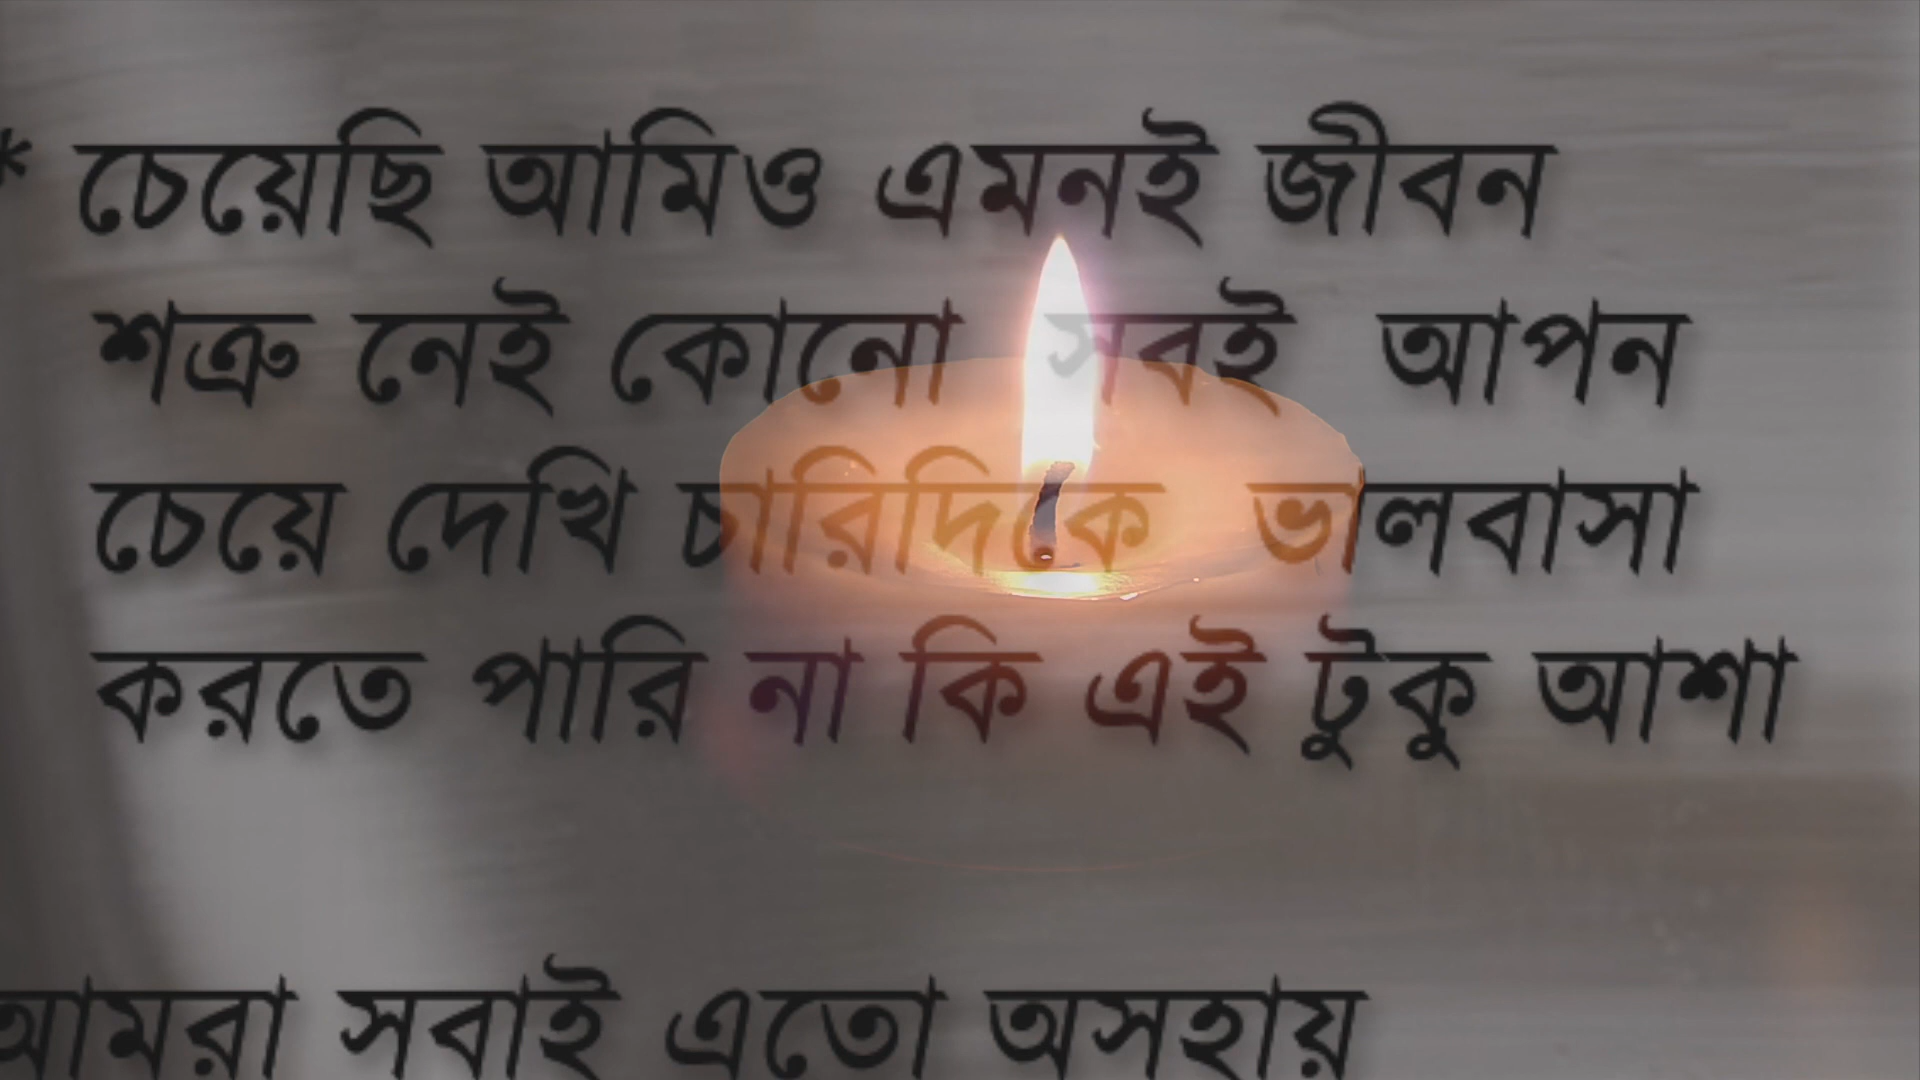 * চেয়েছি আমিও এমনই জীবন
শত্রু নেই কোনো সবই আপন
চেয়ে দেখি চারিদিকে ভালবাসা
করতে পারি না কি এই টুকু আশা
আমরা সবাই এতো অসহায়